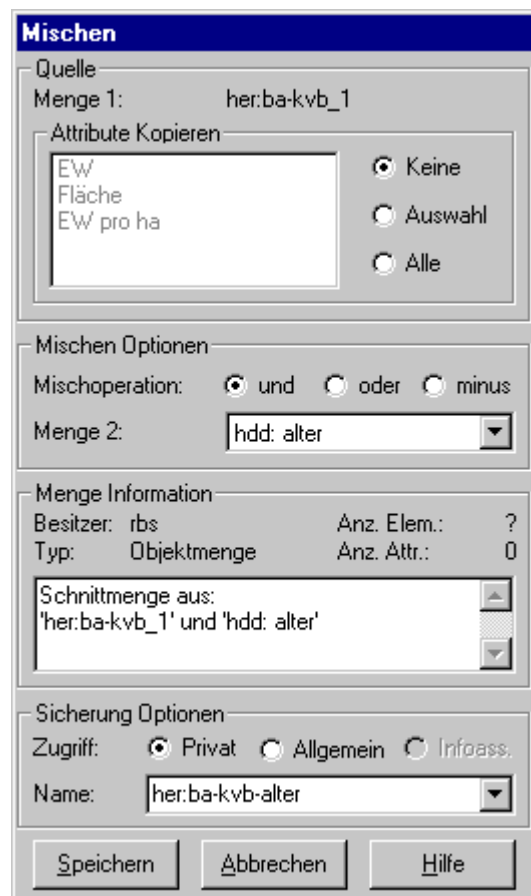 Mischen
Quelle
Menge 1: her:ba-kvb_1
Attribute Kopieren
EW
Fläche
EW pro ha
Keine
Auswahl
Alle
Mischen Optionen
Mischoperation: und oder minus
Menge 2: hdd: alter
Menge Information
Besitzer: rbs Anz. Elem.: ?
Typ: Objektmenge Anz. Attr.: 0
Schnittmenge aus:
'her:ba-kvb_1' und 'hdd: alter'
Sicherung Optionen
Zugriff: Privat Allgemein Infoass.
Name: her:ba-kvb-alter
Speichern Abbrechen Hilfe